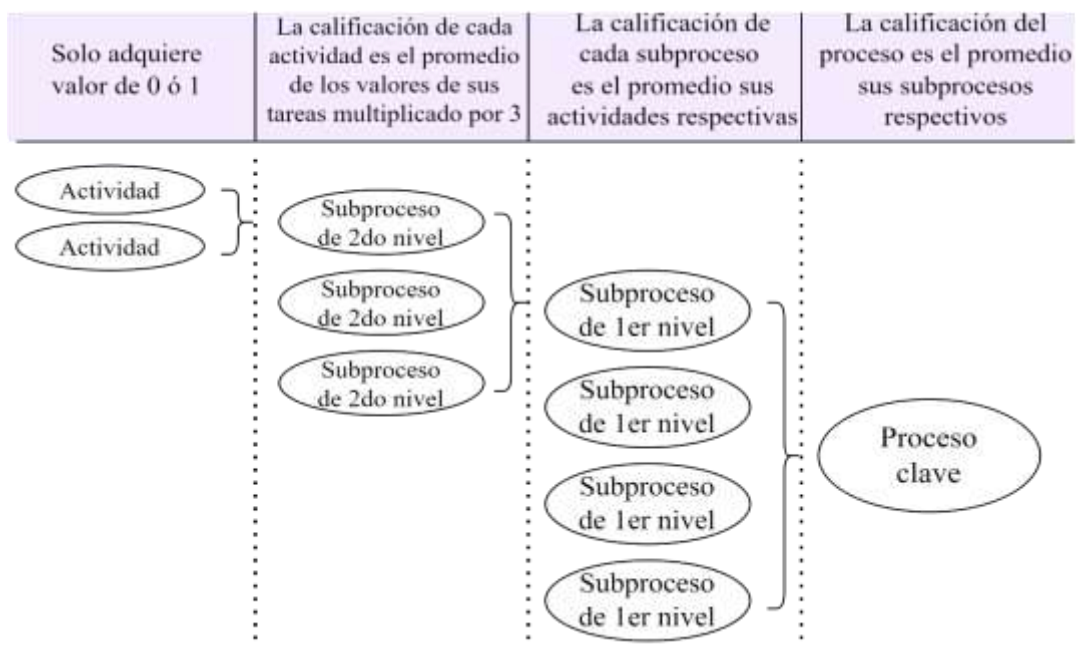 Solo adquiere
valor de 0 ó 1
La calificación de cada
actividad es el promedio
de los valores de sus
tareas multiplicado por 3
La calificación de
cada subproceso
es el promedio sus
actividades respectivas
La calificación del
proceso es el promedio
sus subprocesos
respectivos
Actividad
Actividad
Subproceso
de 2do nivel
Subproceso
de 2do nivel
Subproceso
de 2do nivel
Subproceso
de 1er nivel
Subproceso
de 1er nivel
Subproceso
de 1er nivel
Subproceso
de 1er nivel
Proceso
clave